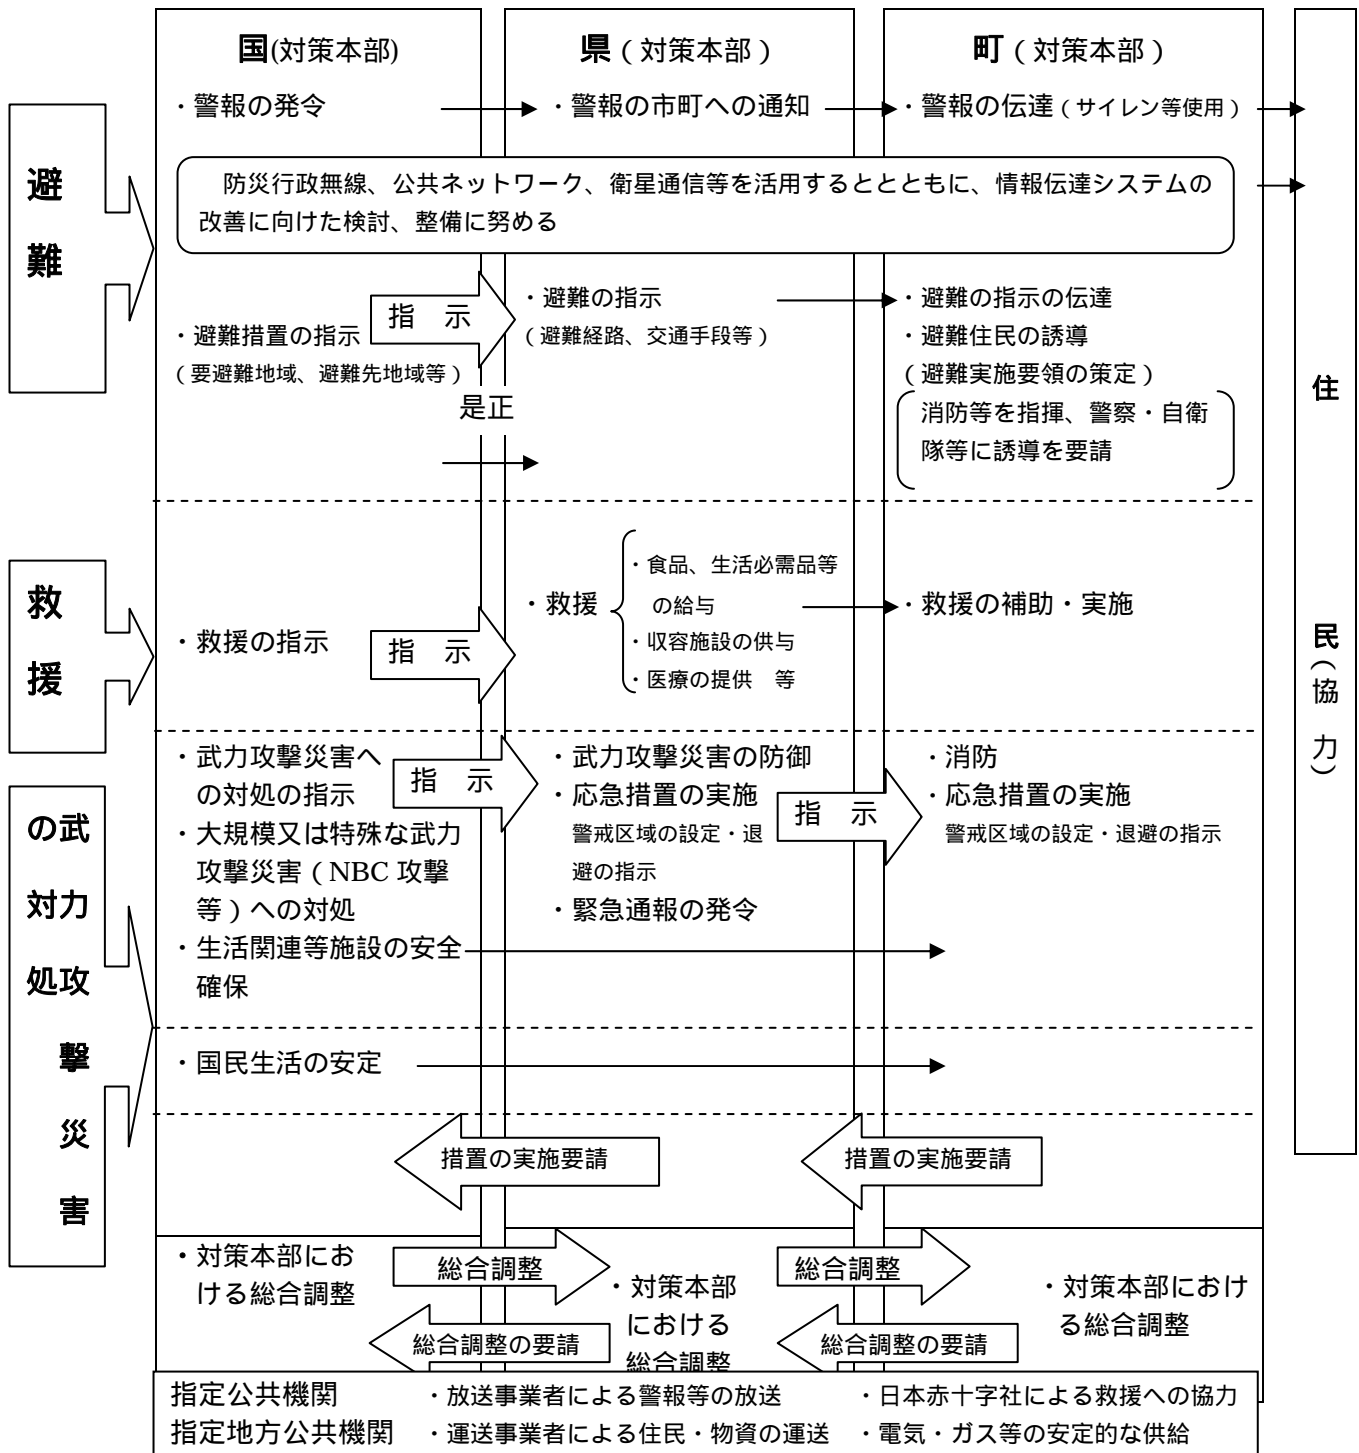 国(対策本部)
県（対策本部）
町（対策本部）
避難
・警報の発令
・警報の市町への通知
・警報の伝達（サイレン等使用）
防災行政無線、公共ネットワーク、衛星通信等を活用するととともに、情報伝達システムの
改善に向けた検討、整備に努める
・避難措置の指示
（要避難地域、避難先地域等）
指　示
是正
・避難の指示
（避難経路、交通手段等）
・避難の指示の伝達
・避難住民の誘導
（避難実施要領の策定）
消防等を指揮、警察・自衛
隊等に誘導を要請
救援
・救援の指示
指　示
・救援
・食品、生活必需品等
の給与
・収容施設の供与
・医療の提供　等
・救援の補助・実施
武力攻撃災害
の対処
・武力攻撃災害へ
の対処の指示
・大規模又は特殊な武力
攻撃災害（NBC 攻撃
等）への対処
・生活関連等施設の安全
確保
指　示
・武力攻撃災害の防御
・応急措置の実施
警戒区域の設定・退
避の指示
・緊急通報の発令
指　示
・消防
・応急措置の実施
警戒区域の設定・退避の指示
・国民生活の安定
措置の実施要請
措置の実施要請
・対策本部にお
ける総合調整
総合調整
総合調整の要請
・対策本部
における
総合調整
総合調整
総合調整の要請
・対策本部におけ
る総合調整
住民（協力）
指定公共機関
・放送事業者による警報等の放送
・日本赤十字社による救援への協力
指定地方公共機関
・運送事業者による住民・物資の運送
・電気・ガス等の安定的な供給